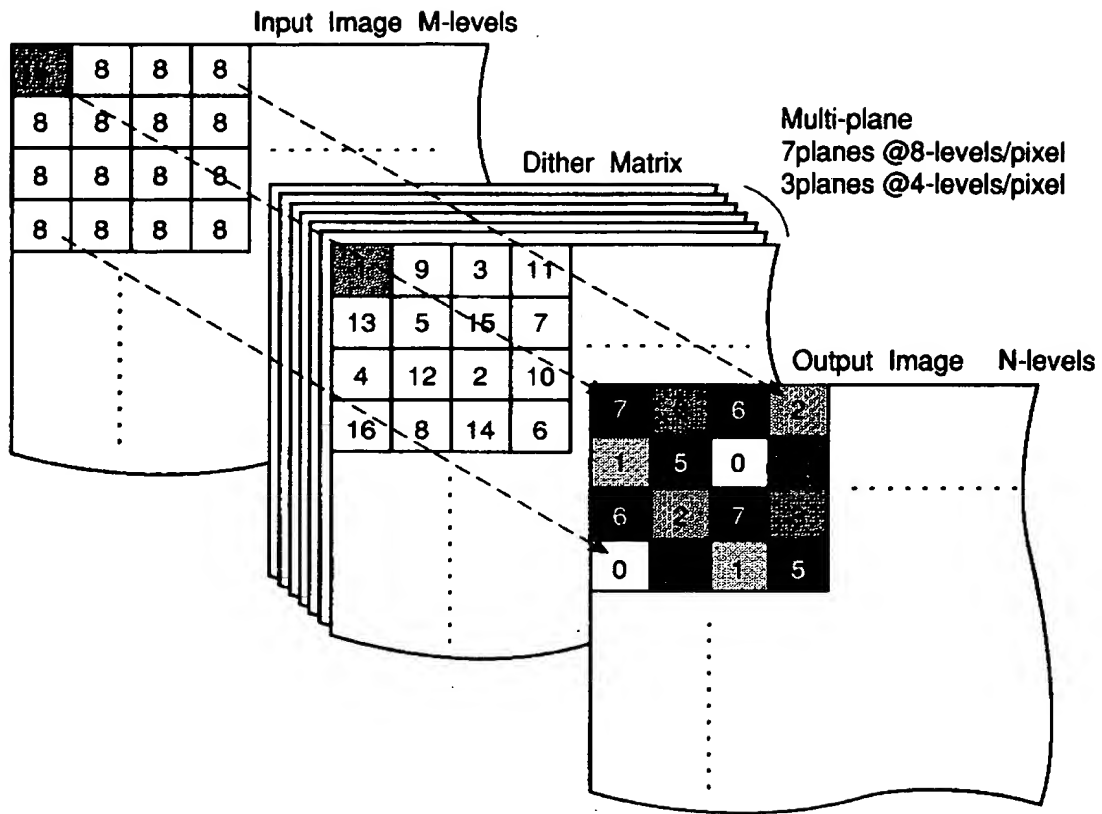 Input Image M-levels
8 8 8
8 8 8 8
8 8 8 8
8 8 8 8
Multi-plane
7planes @8-levels/pixel
3planes @4-levels/pixel
Dither Matrix
1 9 3 11
13 5 15 7
4 12 2 10
16 8 14 6
Output Image N-levels
7 6 2
1 5 0
6 2 7
0 1 5